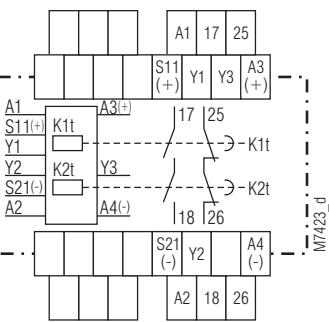 A1 17 25
S11 (+) Y1 Y3 A3 (+)
A1 A3(+)
17 25
S11(+) K1t
K1t
Y1
Y2 K2t Y3
K2t
S21(-)
A2 A4(-)
18 26
S21 (-) Y2 A4 (-)
A2 18 26
M7423_d